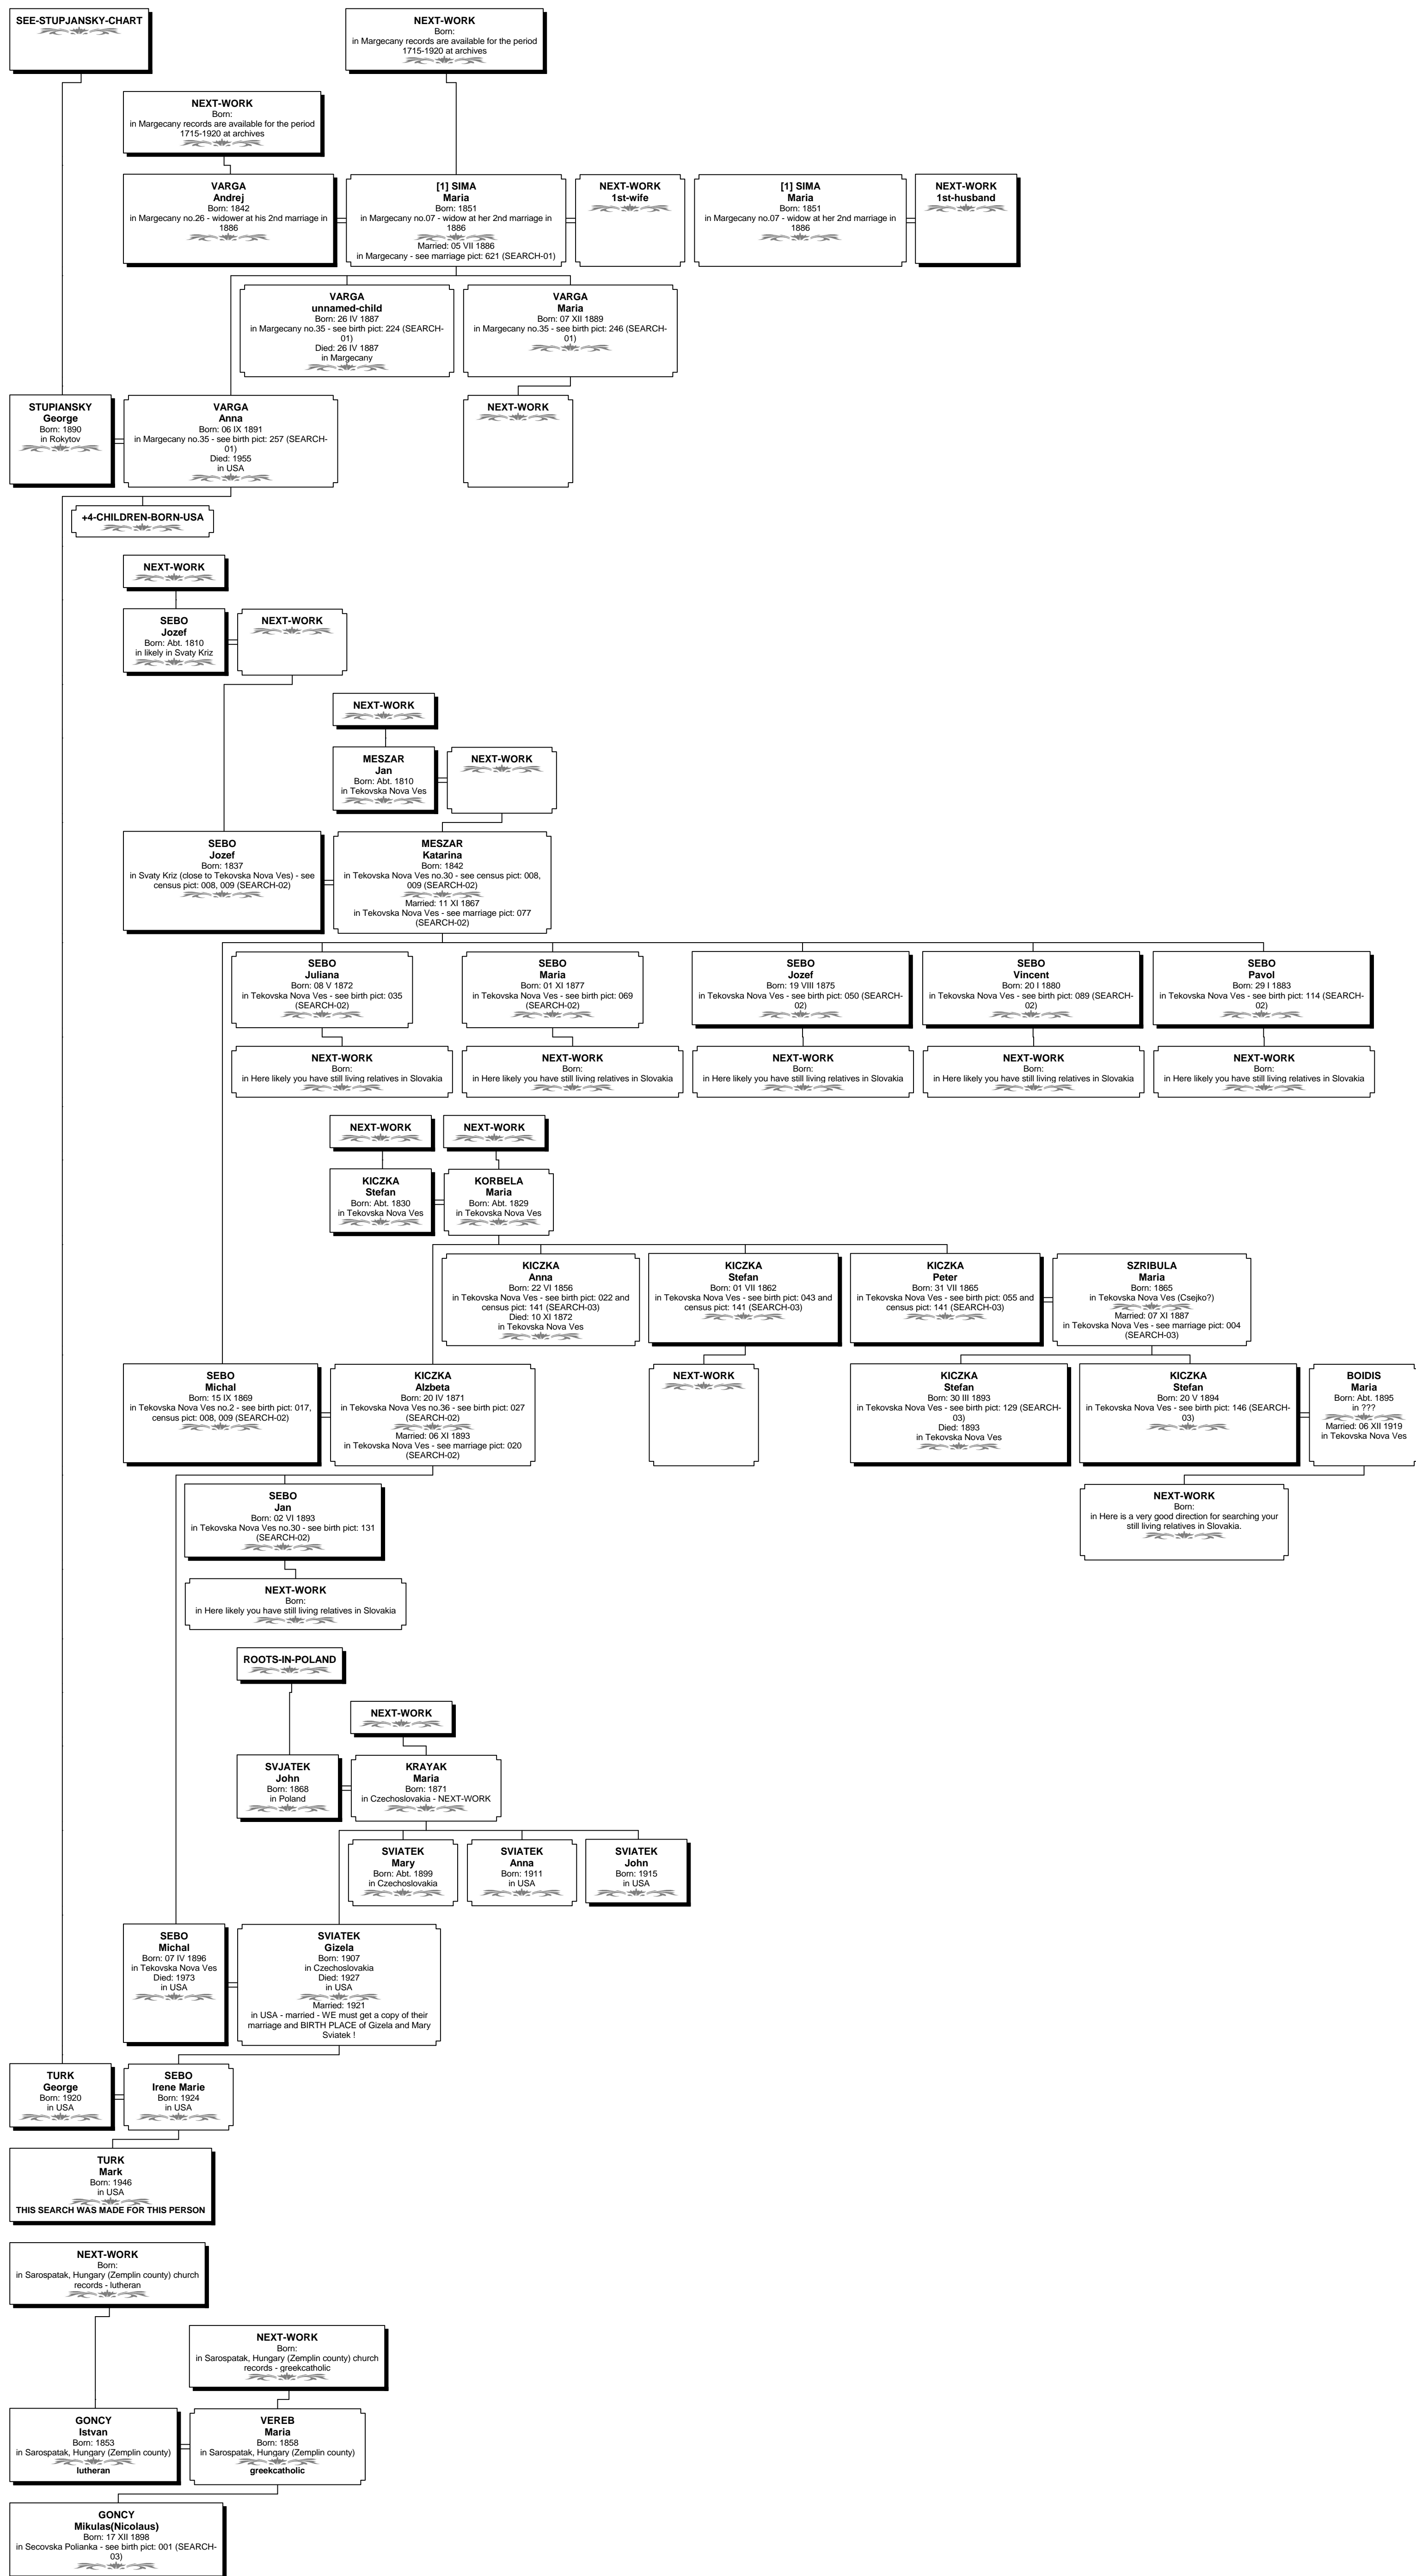 SEE-STUPJANSKY-CHART
NEXT-WORK
Born:
in Margecany records are available for the period
1715-1920 at archives
NEXT-WORK
Born:
in Margecany records are available for the period
1715-1920 at archives
VARGA
Andrej
Born: 1842
in Margecany no.26 - widower at his 2nd marriage in
1886
[1] SIMA
Maria
Born: 1851
in Margecany no.07 - widow at her 2nd marriage in
1886
Married: 05 VII 1886
in Margecany - see marriage pict: 621 (SEARCH-01)
NEXT-WORK
1st-wife
[1] SIMA
Maria
Born: 1851
in Margecany no.07 - widow at her 2nd marriage in
1886
NEXT-WORK
1st-husband
VARGA
unnamed-child
Born: 26 IV 1887
in Margecany no.35 - see birth pict: 224 (SEARCH-
01)
Died: 26 IV 1887
in Margecany
VARGA
Maria
Born: 07 XII 1889
in Margecany no.35 - see birth pict: 246 (SEARCH-
01)
STUPIANSKY
George
Born: 1890
in Rokytov
VARGA
Anna
Born: 06 IX 1891
in Margecany no.35 - see birth pict: 257 (SEARCH-
01)
Died: 1955
in USA
NEXT-WORK
+4-CHILDREN-BORN-USA
NEXT-WORK
SEBO
Jozef
Born: Abt. 1810
in likely in Svaty Kriz
NEXT-WORK
NEXT-WORK
MESZAR
Jan
Born: Abt. 1810
in Tekovska Nova Ves
NEXT-WORK
SEBO
Jozef
Born: 1837
in Svaty Kriz (close to Tekovska Nova Ves) - see
census pict: 008, 009 (SEARCH-02)
MESZAR
Katarina
Born: 1842
in Tekovska Nova Ves no.30 - see census pict: 008,
009 (SEARCH-02)
Married: 11 XI 1867
in Tekovska Nova Ves - see marriage pict: 077
(SEARCH-02)
SEBO
Juliana
Born: 08 V 1872
in Tekovska Nova Ves - see birth pict: 035
(SEARCH-02)
SEBO
Maria
Born: 01 XI 1877
in Tekovska Nova Ves - see birth pict: 069
(SEARCH-02)
SEBO
Jozef
Born: 19 VIII 1875
in Tekovska Nova Ves - see birth pict: 050 (SEARCH-
02)
SEBO
Vincent
Born: 20 I 1880
in Tekovska Nova Ves - see birth pict: 089 (SEARCH-
02)
SEBO
Pavol
Born: 29 I 1883
in Tekovska Nova Ves - see birth pict: 114 (SEARCH-
02)
NEXT-WORK
Born:
in Here likely you have still living relatives in Slovakia
NEXT-WORK
Born:
in Here likely you have still living relatives in Slovakia
NEXT-WORK
Born:
in Here likely you have still living relatives in Slovakia
NEXT-WORK
Born:
in Here likely you have still living relatives in Slovakia
NEXT-WORK
Born:
in Here likely you have still living relatives in Slovakia
NEXT-WORK
NEXT-WORK
KICZKA
Stefan
Born: Abt. 1830
in Tekovska Nova Ves
KORBELA
Maria
Born: Abt. 1829
in Tekovska Nova Ves
KICZKA
Anna
Born: 22 VI 1856
in Tekovska Nova Ves - see birth pict: 022 and
census pict: 141 (SEARCH-03)
Died: 10 XI 1872
in Tekovska Nova Ves
KICZKA
Stefan
Born: 01 VII 1862
in Tekovska Nova Ves - see birth pict: 043 and
census pict: 141 (SEARCH-03)
KICZKA
Peter
Born: 31 VII 1865
in Tekovska Nova Ves - see birth pict: 055 and
census pict: 141 (SEARCH-03)
SZRIBULA
Maria
Born: 1865
in Tekovska Nova Ves (Csejko?)
Married: 07 XI 1887
in Tekovska Nova Ves - see marriage pict: 004
(SEARCH-03)
SEBO
Michal
Born: 15 IX 1869
in Tekovska Nova Ves no.2 - see birth pict: 017,
census pict: 008, 009 (SEARCH-02)
KICZKA
Alzbeta
Born: 20 IV 1871
in Tekovska Nova Ves no.36 - see birth pict: 027
(SEARCH-02)
Married: 06 XI 1893
in Tekovska Nova Ves - see marriage pict: 020
(SEARCH-02)
NEXT-WORK
KICZKA
Stefan
Born: 30 III 1893
in Tekovska Nova Ves - see birth pict: 129 (SEARCH-
03)
Died: 1893
in Tekovska Nova Ves
KICZKA
Stefan
Born: 20 V 1894
in Tekovska Nova Ves - see birth pict: 146 (SEARCH-
03)
BOIDIS
Maria
Born: Abt. 1895
in ???
Married: 06 XII 1919
in Tekovska Nova Ves
SEBO
Jan
Born: 02 VI 1893
in Tekovska Nova Ves no.30 - see birth pict: 131
(SEARCH-02)
NEXT-WORK
Born:
in Here is a very good direction for searching your
still living relatives in Slovakia.
NEXT-WORK
Born:
in Here likely you have still living relatives in Slovakia
ROOTS-IN-POLAND
NEXT-WORK
SVJATEK
John
Born: 1868
in Poland
KRAYAK
Maria
Born: 1871
in Czechoslovakia - NEXT-WORK
SVIATEK
Mary
Born: Abt. 1899
in Czechoslovakia
SVIATEK
Anna
Born: 1911
in USA
SVIATEK
John
Born: 1915
in USA
SEBO
Michal
Born: 07 IV 1896
in Tekovska Nova Ves
Died: 1973
in USA
SVIATEK
Gizela
Born: 1907
in Czechoslovakia
Died: 1927
in USA
Married: 1921
in USA - married - WE must get a copy of their
marriage and BIRTH PLACE of Gizela and Mary
Sviatek !
TURK
George
Born: 1920
in USA
SEBO
Irene Marie
Born: 1924
in USA
TURK
Mark
Born: 1946
in USA
THIS SEARCH WAS MADE FOR THIS PERSON
NEXT-WORK
Born:
in Sarospatak, Hungary (Zemplin county) church
records - lutheran
NEXT-WORK
Born:
in Sarospatak, Hungary (Zemplin county) church
records - greekcatholic
GONCY
Istvan
Born: 1853
in Sarospatak, Hungary (Zemplin county)
lutheran
VEREB
Maria
Born: 1858
in Sarospatak, Hungary (Zemplin county)
greekcatholic
GONCY
Mikulas(Nicolaus)
Born: 17 XII 1898
in Secovska Polianka - see birth pict: 001 (SEARCH-
03)